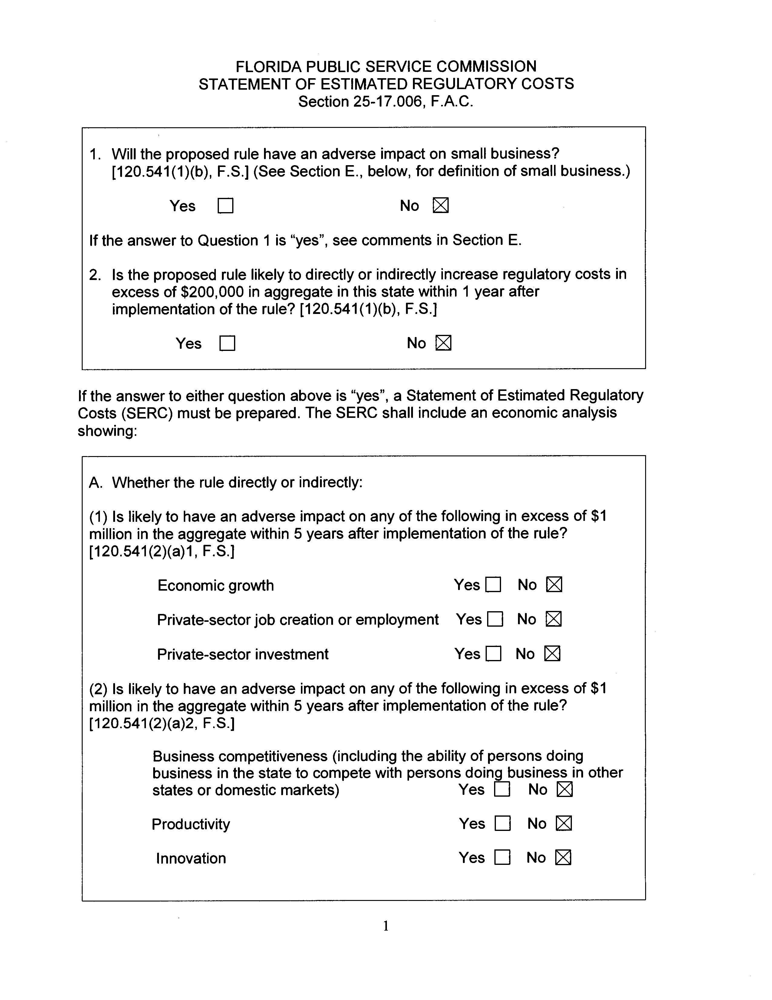 FLORIDA PUBLIC SERVICE COMMISSION
STATEMENT OF ESTIMATED REGULATORY COSTS
Section 25-17.006, F.A.C.
1. Will the proposed rule have an adverse impact on small business?
[120.541(1)(b), F.S.] (See Section E., below, for definition of small business.)
Yes ☐ No ☒
If the answer to Question 1 is “yes”, see comments in Section E.
2. Is the proposed rule likely to directly or indirectly increase regulatory costs in
excess of $200,000 in aggregate in this state within 1 year after
implementation of the rule? [120.541(1)(b), F.S.]
Yes ☐ No ☒
If the answer to either question above is “yes”, a Statement of Estimated Regulatory
Costs (SERC) must be prepared. The SERC shall include an economic analysis
showing:
A. Whether the rule directly or indirectly:
(1) Is likely to have an adverse impact on any of the following in excess of $1
million in the aggregate within 5 years after implementation of the rule?
[120.541(2)(a)1, F.S.]
Economic growth Yes ☐ No ☒
Private-sector job creation or employment Yes ☐ No ☒
Private-sector investment Yes ☐ No ☒
(2) Is likely to have an adverse impact on any of the following in excess of $1
million in the aggregate within 5 years after implementation of the rule?
[120.541(2)(a)2, F.S.]
Business competitiveness (including the ability of persons doing
business in the state to compete with persons doing business in other
states or domestic markets) Yes ☐ No ☒
Productivity Yes ☐ No ☒
Innovation Yes ☐ No ☒
1